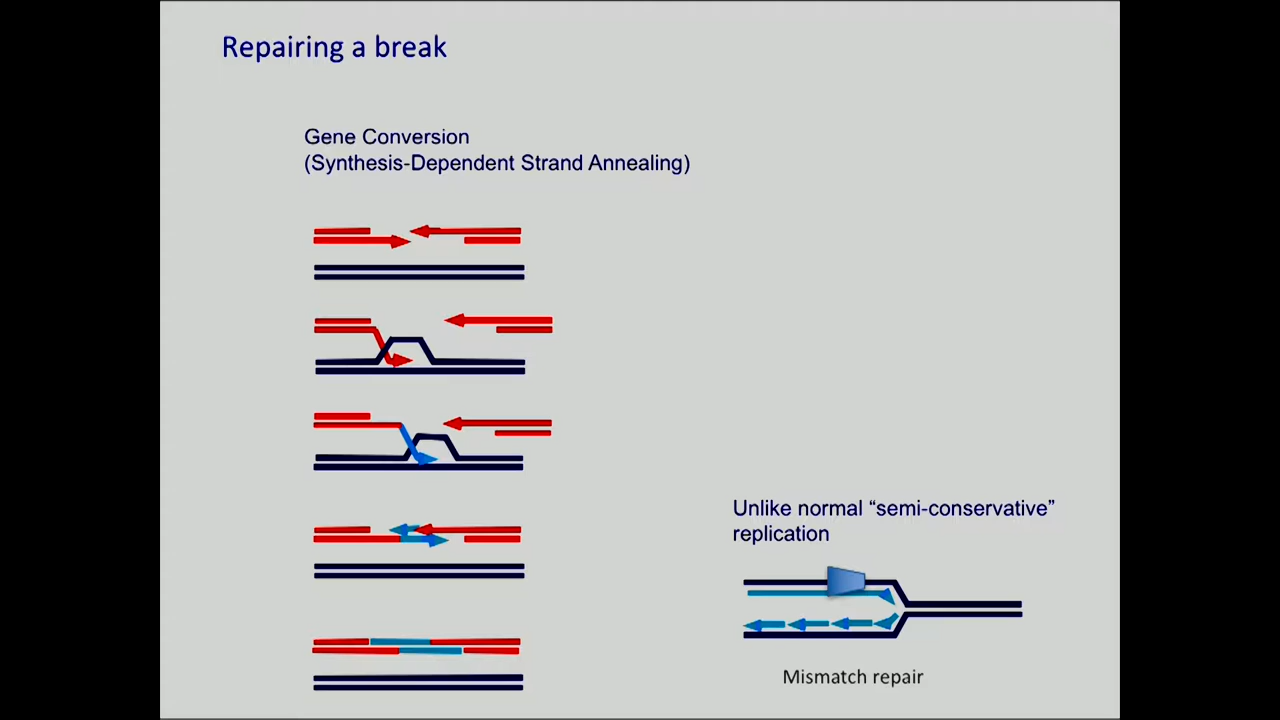 Repairing a break
Gene Conversion
(Synthesis-Dependent Strand Annealing)
Unlike normal “semi-conservative”
replication
Mismatch repair